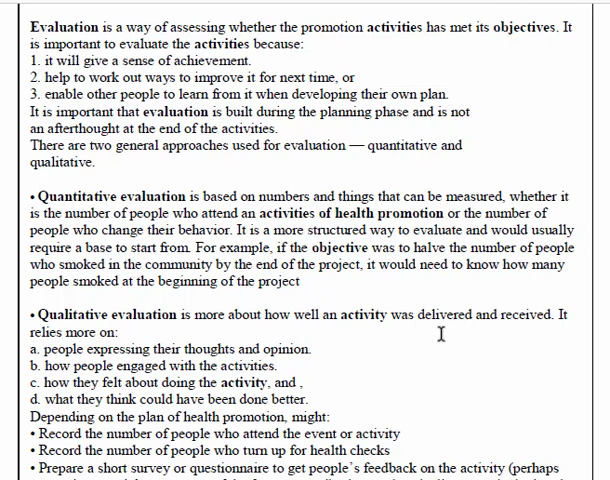 Evaluation is a way of assessing whether the promotion activities has met its objectives. It
is important to evaluate the activities because:
1. it will give a sense of achievement.
2. help to work out ways to improve it for next time, or
3. enable other people to learn from it when developing their own plan.
It is important that evaluation is built during the planning phase and is not
an afterthought at the end of the activities.
There are two general approaches used for evaluation — quantitative and
qualitative.
• Quantitative evaluation is based on numbers and things that can be measured, whether it
is the number of people who attend an activities of health promotion or the number of
people who change their behavior. It is a more structured way to evaluate and would usually
require a base to start from. For example, if the objective was to halve the number of people
who smoked in the community by the end of the project, it would need to know how many
people smoked at the beginning of the project
• Qualitative evaluation is more about how well an activity was delivered and received. It
relies more on:
a. people expressing their thoughts and opinion.
b. how people engaged with the activities.
c. how they felt about doing the activity, and ,
d. what they think could have been done better.
Depending on the plan of health promotion, might:
• Record the number of people who attend the event or activity
• Record the number of people who turn up for health checks
• Prepare a short survey or questionnaire to get people's feedback on the activity (perhaps